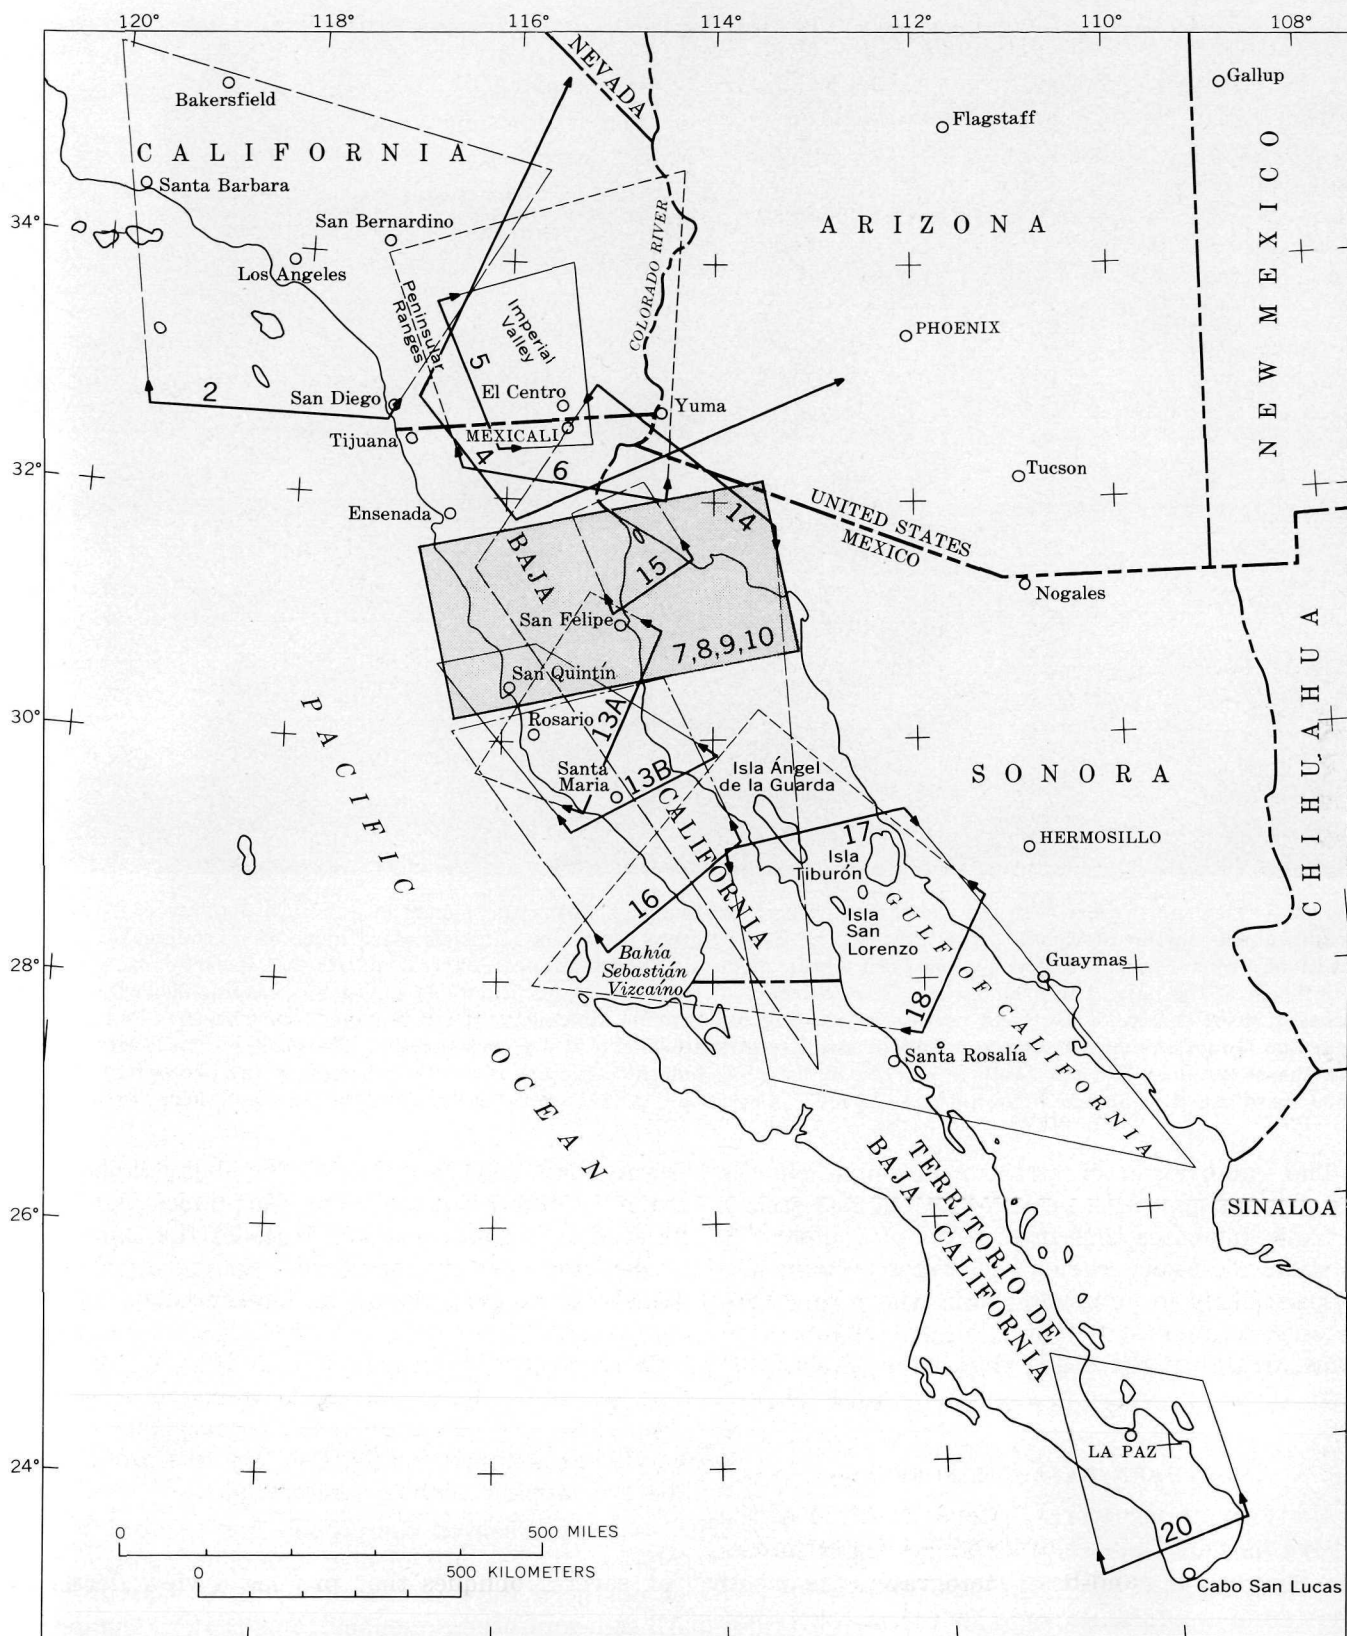 120° 118° 116° 114° 112° 110° 108°
NEVADA
Gallup
Bakersfield
Flagstaff
CALIFORNIA
Santa Barbara
34°
San Bernardino
ARIZONA
NEW MEXICO
COLORADO RIVER
Los Angeles
Peninsular
Ranges
Imperial
Valley
PHOENIX
5
2
San Diego
El Centro
Yuma
Tijuana
MEXICALI
4
6
32°
Tucson
Ensenada
14
UNITED STATES
MEXICO
BAJA
15
Nogales
San Felipe
7,8,9,10
CHIHUAHUA
San Quintín
30°
Rosario
13A
PACIFIC
Santa
Maria
13B
Isla Ángel
de la Guarda
SONORA
CALIFORNIA
17
HERMOSILLO
Isla
Tiburón
16
GULF OF CALIFORNIA
Isla
San
Lorenzo
Bahía
Sebastián
Vizcaíno
28°
Guaymas
18
OCEAN
Santa Rosalía
TERRITORIO DE
BAJA CALIFORNIA
26°
SINALOA
24°
LA PAZ
20
0 500 MILES
0 500 KILOMETERS
Cabo San Lucas